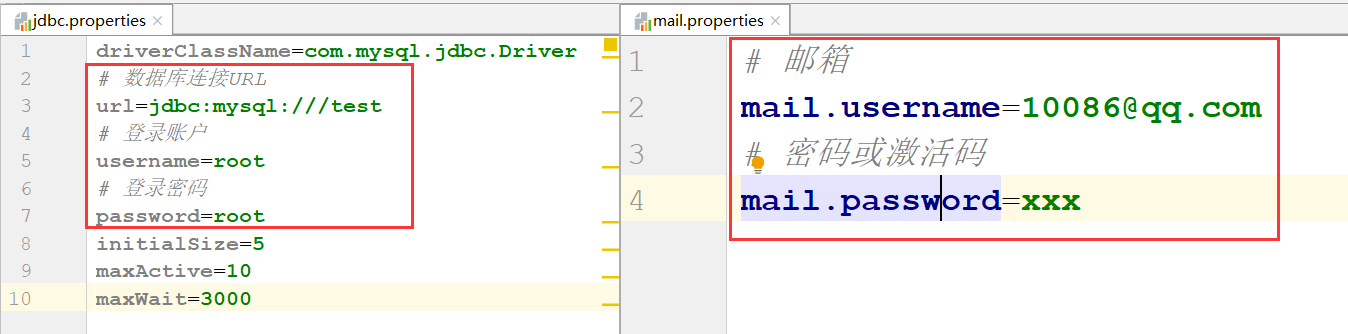 jdbc.properties
1 driverClassName=com.mysql.jdbc.Driver
2 # 数据库连接URL
3 url=jdbc:mysql:///test
4 # 登录账户
5 username=root
6 # 登录密码
7 password=root
8 initialSize=5
9 maxActive=10
10 maxWait=3000
mail.properties
1 # 邮箱
2 mail.username=10086@qq.com
3 # 密码或激活码
4 mail.password=xxx